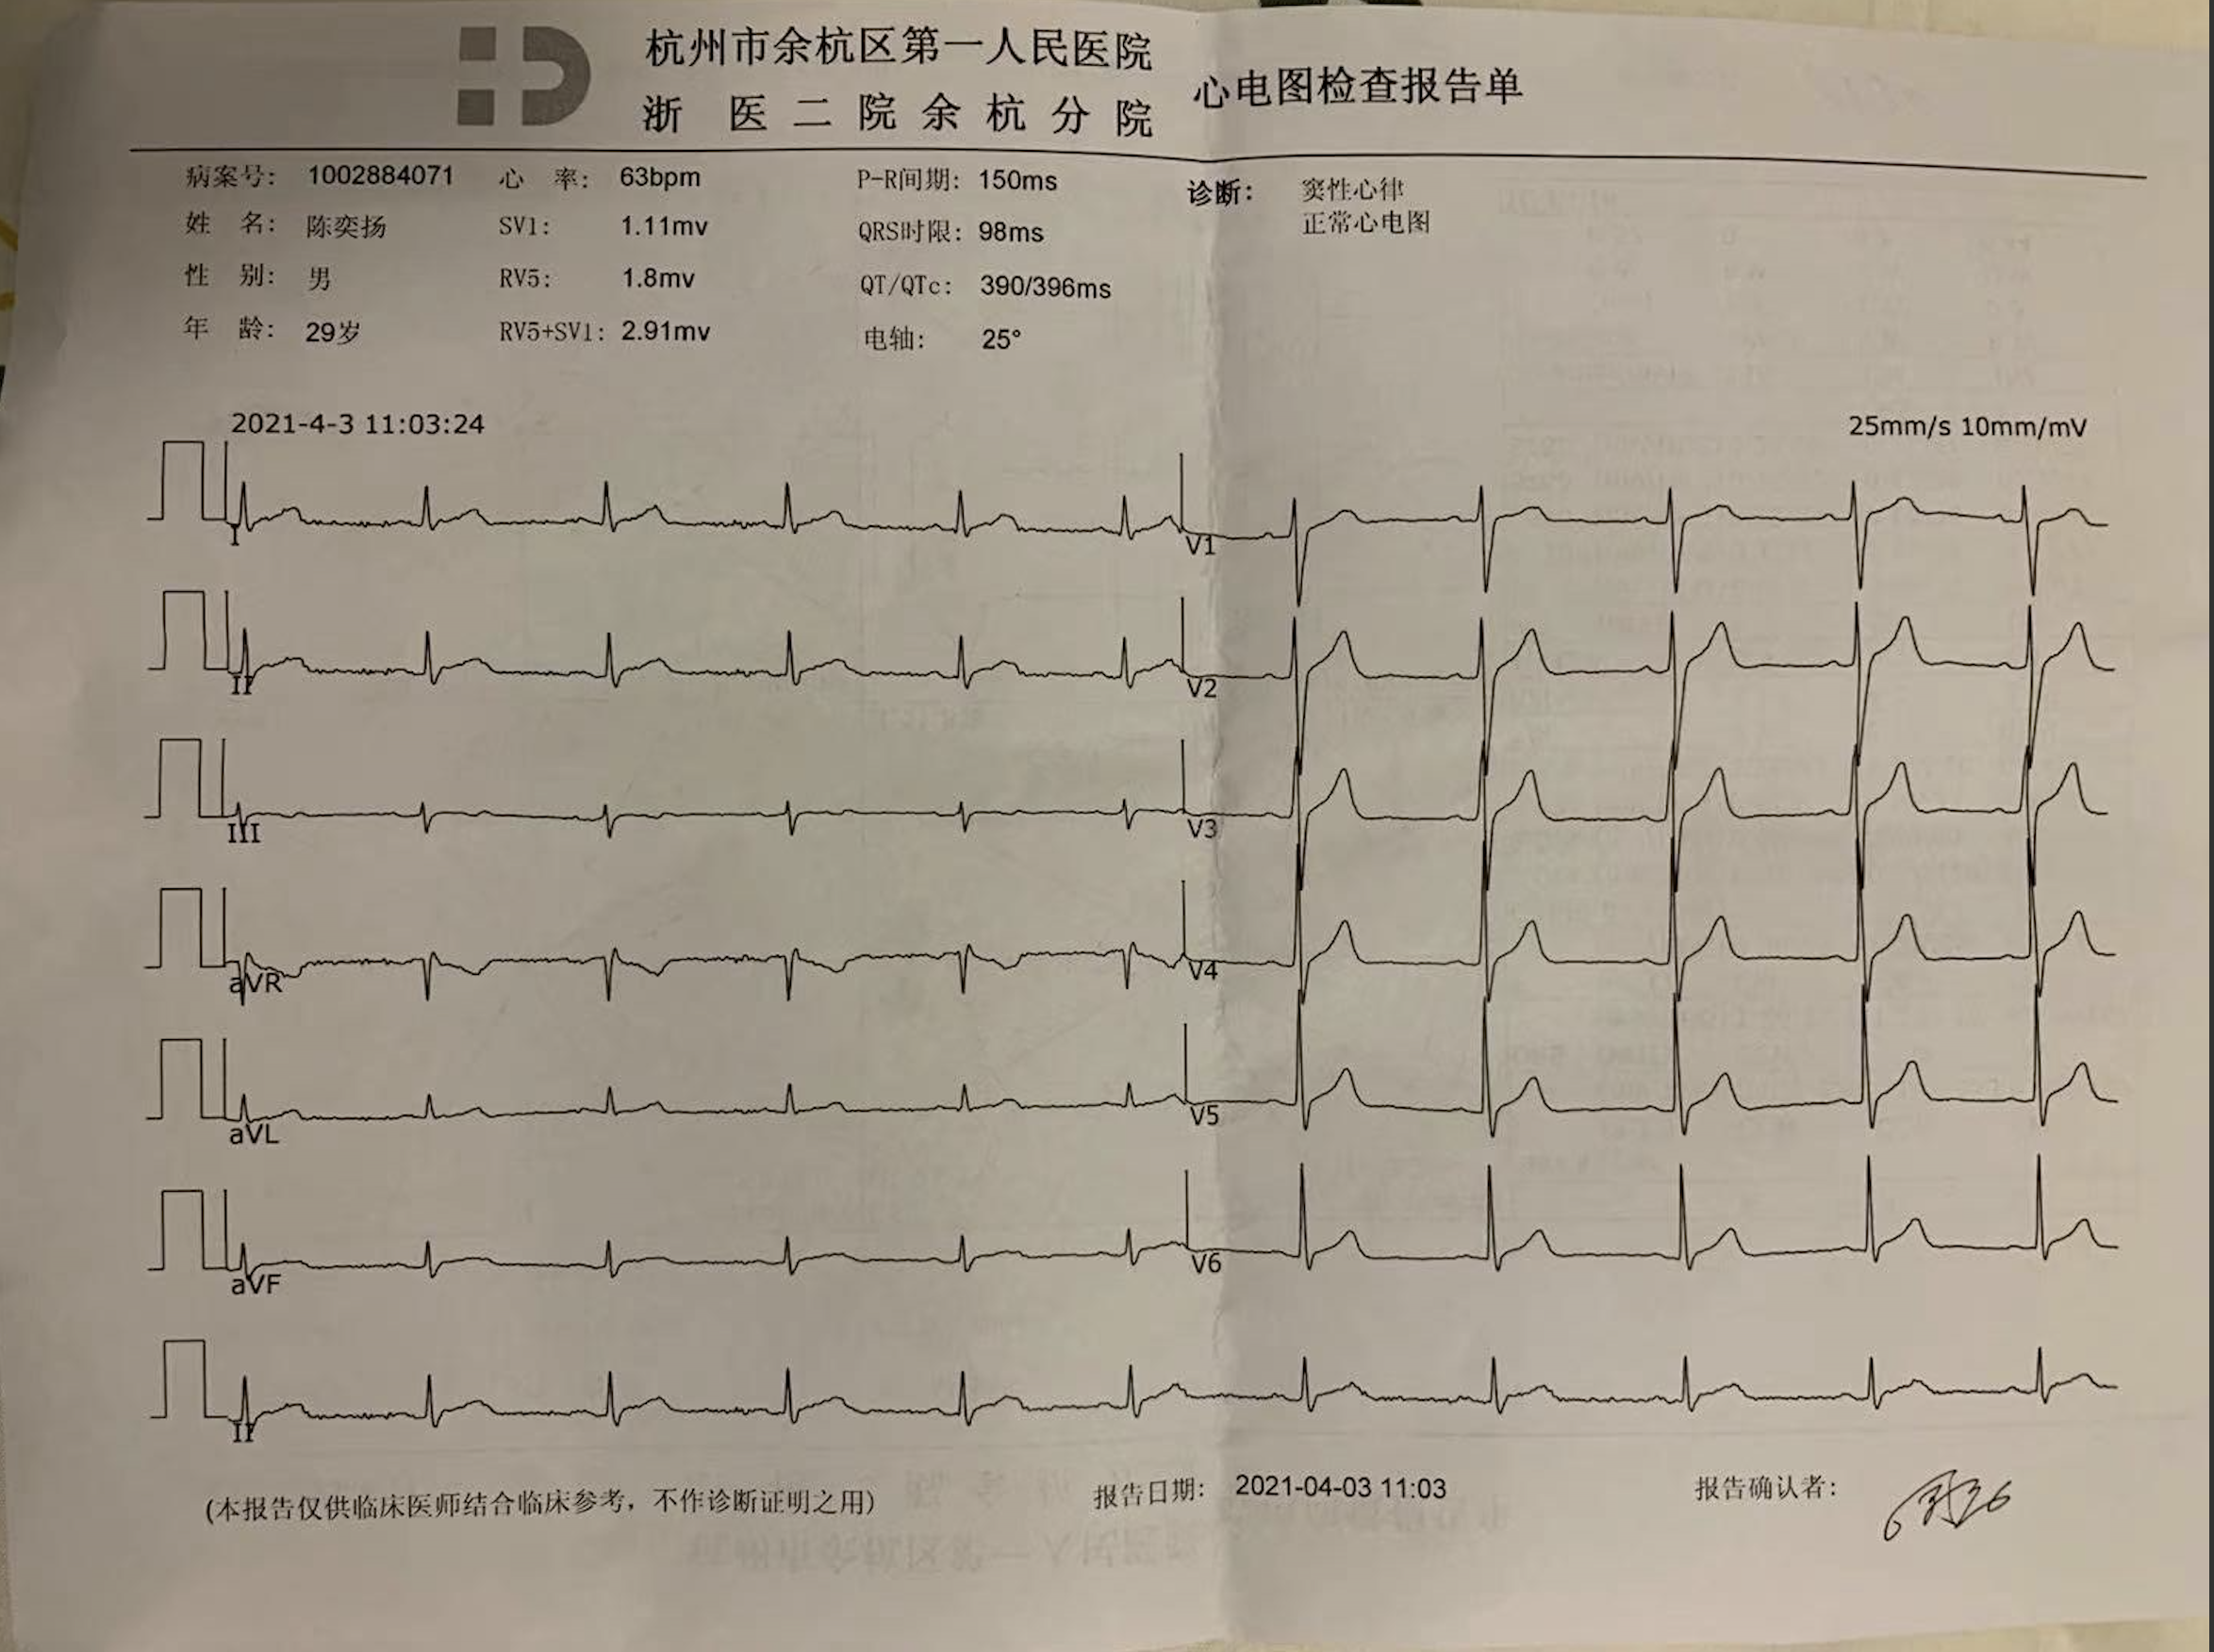 杭州市余杭区第一人民医院
浙医二院余杭分院
心电图检查报告单
病案号: 1002884071
心率: 63bpm
P-R间期: 150ms
诊断: 窦性心律
正常心电图
姓名: 陈奕扬
SV1: 1.11mv
QRS时限: 98ms
性别: 男
RV5: 1.8mv
QT/QTc: 390/396ms
年龄: 29岁
RV5+SV1: 2.91mv
电轴: 25°
2021-4-3 11:03:24
25mm/s 10mm/mV
I
V1
II
V2
III
V3
aVR
V4
aVL
V5
aVF
V6
II
(本报告仅供临床医师结合临床参考，不作诊断证明之用)
报告日期: 2021-04-03 11:03
报告确认者: